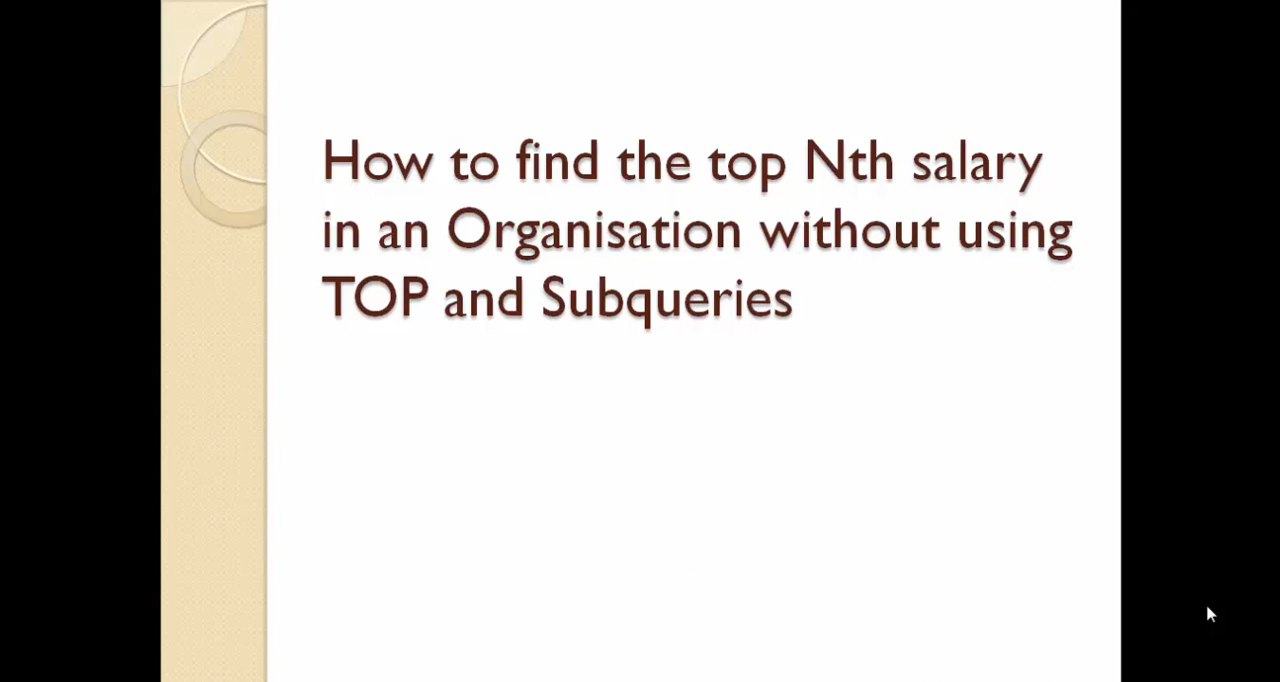 How to find the top Nth salary
in an Organisation without using
TOP and Subqueries